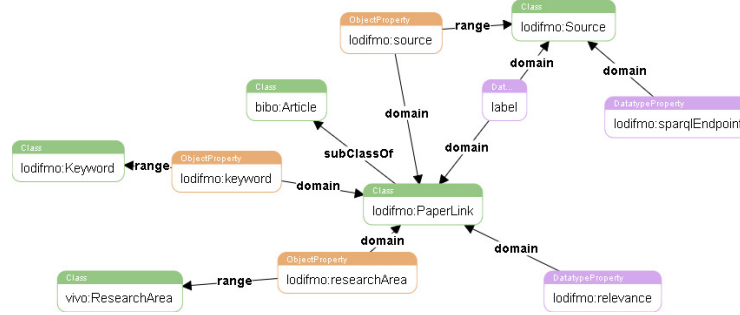 Class
lodifmo:Source
ObjectProperty
lodifmo:source
range
domain
domain
Class
bibo:Article
Dat...
label
DatatypeProperty
lodifmo:sparqlEndpoint
domain
domain
subClassOf
Class
lodifmo:Keyword
range
ObjectProperty
lodifmo:keyword
domain
Class
lodifmo:PaperLink
domain
domain
ObjectProperty
lodifmo:researchArea
range
Class
vivo:ResearchArea
DatatypeProperty
lodifmo:relevance